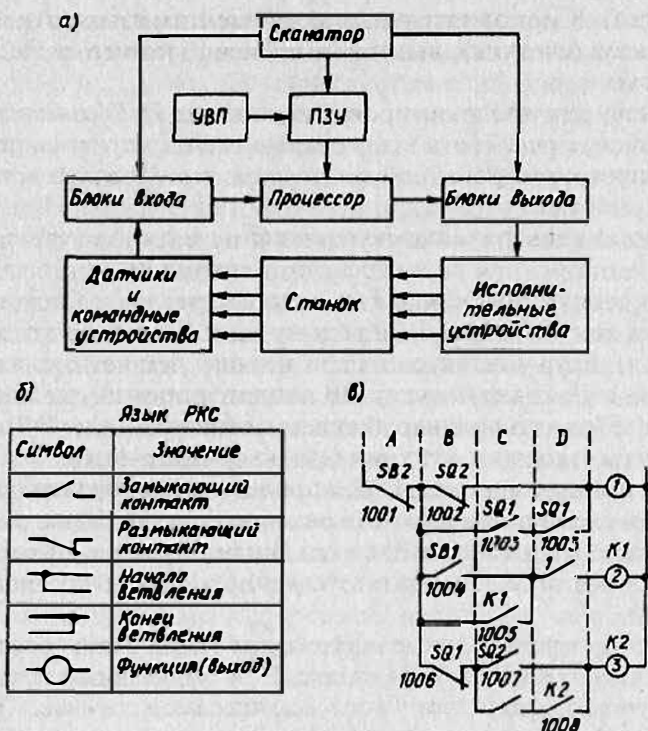 а)
Сканатор
УВП
ПЗУ
Блоки входа
Процессор
Блоки выхода
Датчики
и
командные
устройства
Станок
Исполни-
тельные
устройства
б)
Язык РКС
Символ
Значение
Замыкающий
контакт
Размыкающий
контакт
Начало
ветвления
Конец
ветвления
Функция(выход)
в)
A B C D
SB2 SQ2
1
1001 1002 SQ1 SQ1
1003 1003 K1
SB1 1 2
1004
K1
1005
SQ1 SQ2 K2
3
1006 1007
K2
1008